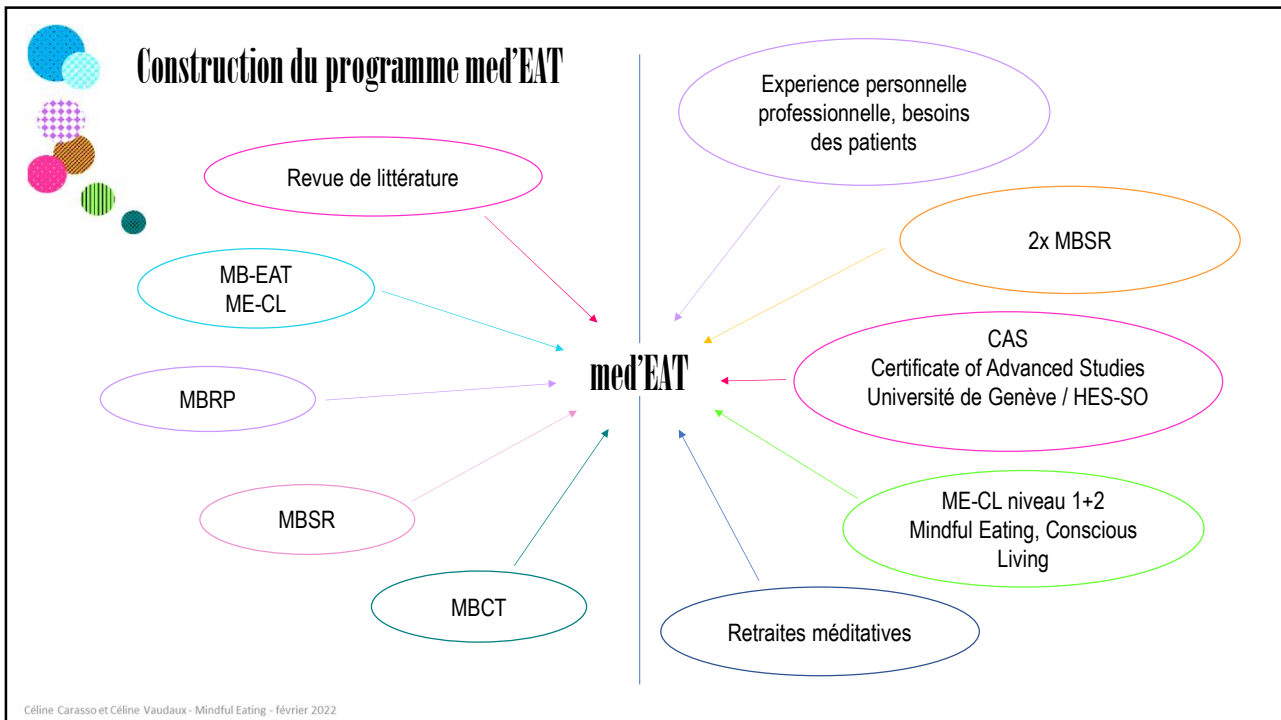 Construction du programme med'EAT
Revue de littérature
MB-EAT
ME-CL
MBRP
MBSR
MBCT
med'EAT
Experience personnelle
professionnelle, besoins
des patients
2x MBSR
CAS
Certificate of Advanced Studies
Université de Genève / HES-SO
ME-CL niveau 1+2
Mindful Eating, Conscious
Living
Retraites méditatives
Céline Carasso et Céline Vaudaux - Mindful Eating - février 2022